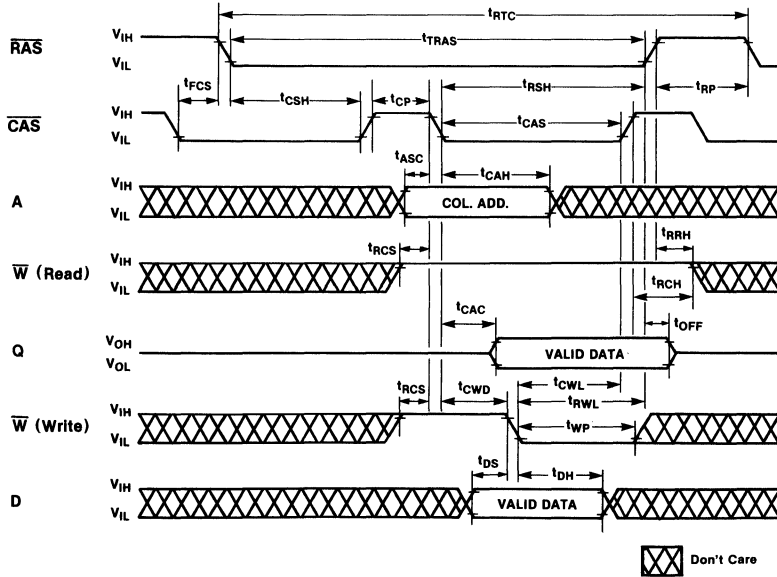 tRTC
RAS VIH VIL tTRAS
tFCS tCSH tCP tRSH tRP
CAS VIH VIL tCAS
tASC tCAH
A VIH VIL COL. ADD.
tRCS tRRH
W (Read) VIH VIL
tRCH
tCAC tOFF
Q VOH VOL VALID DATA
tCWL
tRCS tCWD tRWL
W (Write) VIH VIL tWP
tDS tDH
D VIH VIL VALID DATA
Don't Care